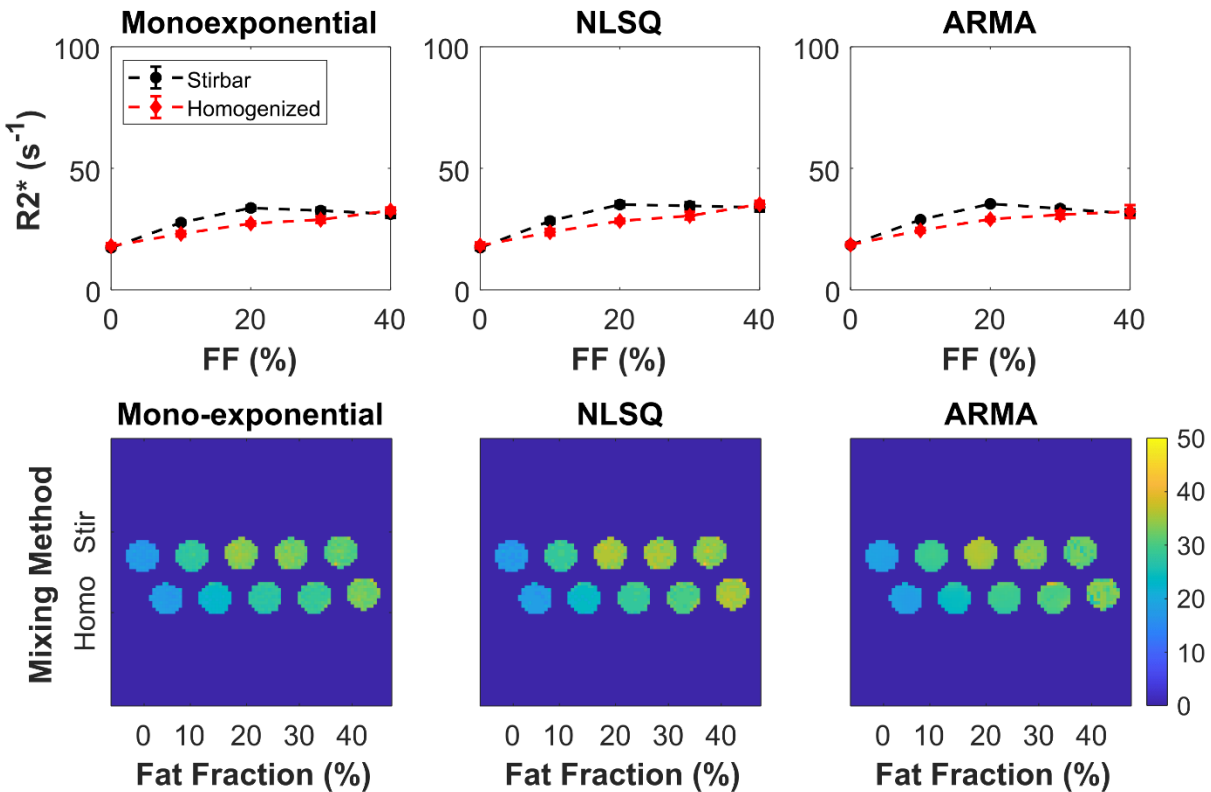 Monoexponential NLSQ ARMA
100 100 100
Stirbar
Homogenized
R2* (s⁻¹)
50 50 50
0 0 0
0 20 40 0 20 40 0 20 40
FF (%) FF (%) FF (%)
Mono-exponential NLSQ ARMA
Mixing Method
Stir
Homo
50
40
30
20
10
0
0 10 20 30 40 0 10 20 30 40 0 10 20 30 40
Fat Fraction (%) Fat Fraction (%) Fat Fraction (%)